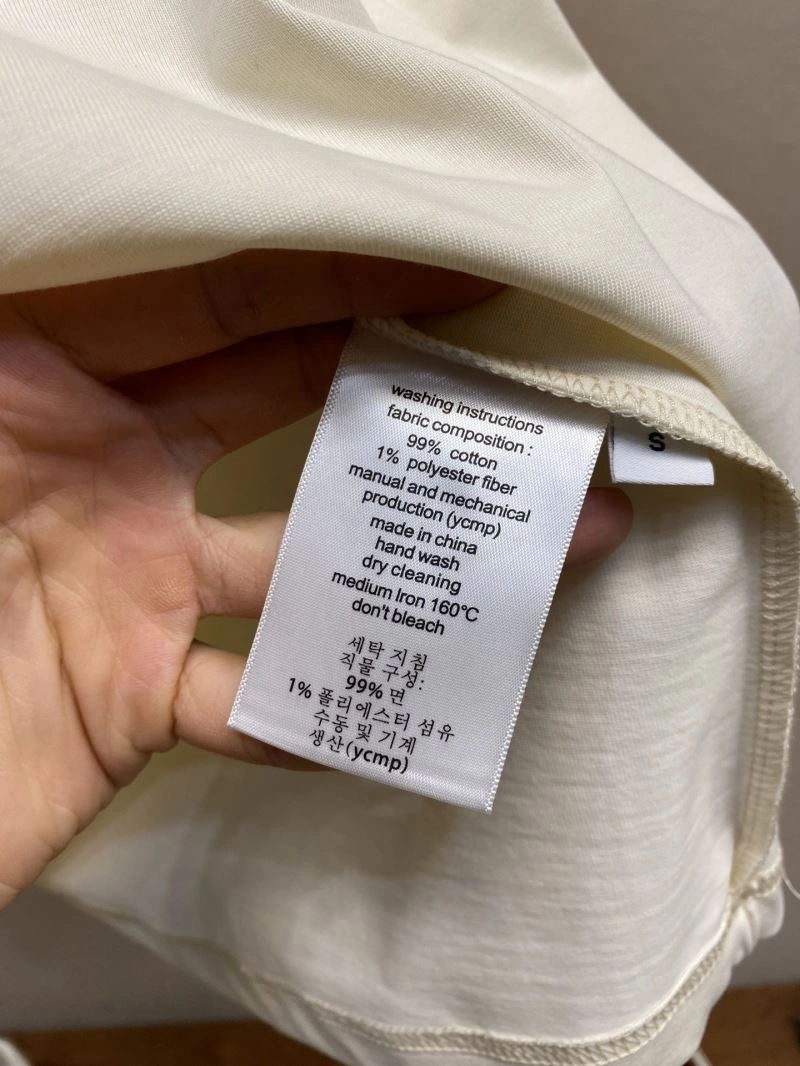 washing instructions
fabric composition :
99% cotton
1% polyester fiber
manual and mechanical
production (ycmp)
made in china
hand wash
dry cleaning
medium Iron 160°C
don't bleach
세탁 지침
직물 구성:
99% 면
1% 폴리에스터 섬유
수동 및 기계
생산(ycmp)
S